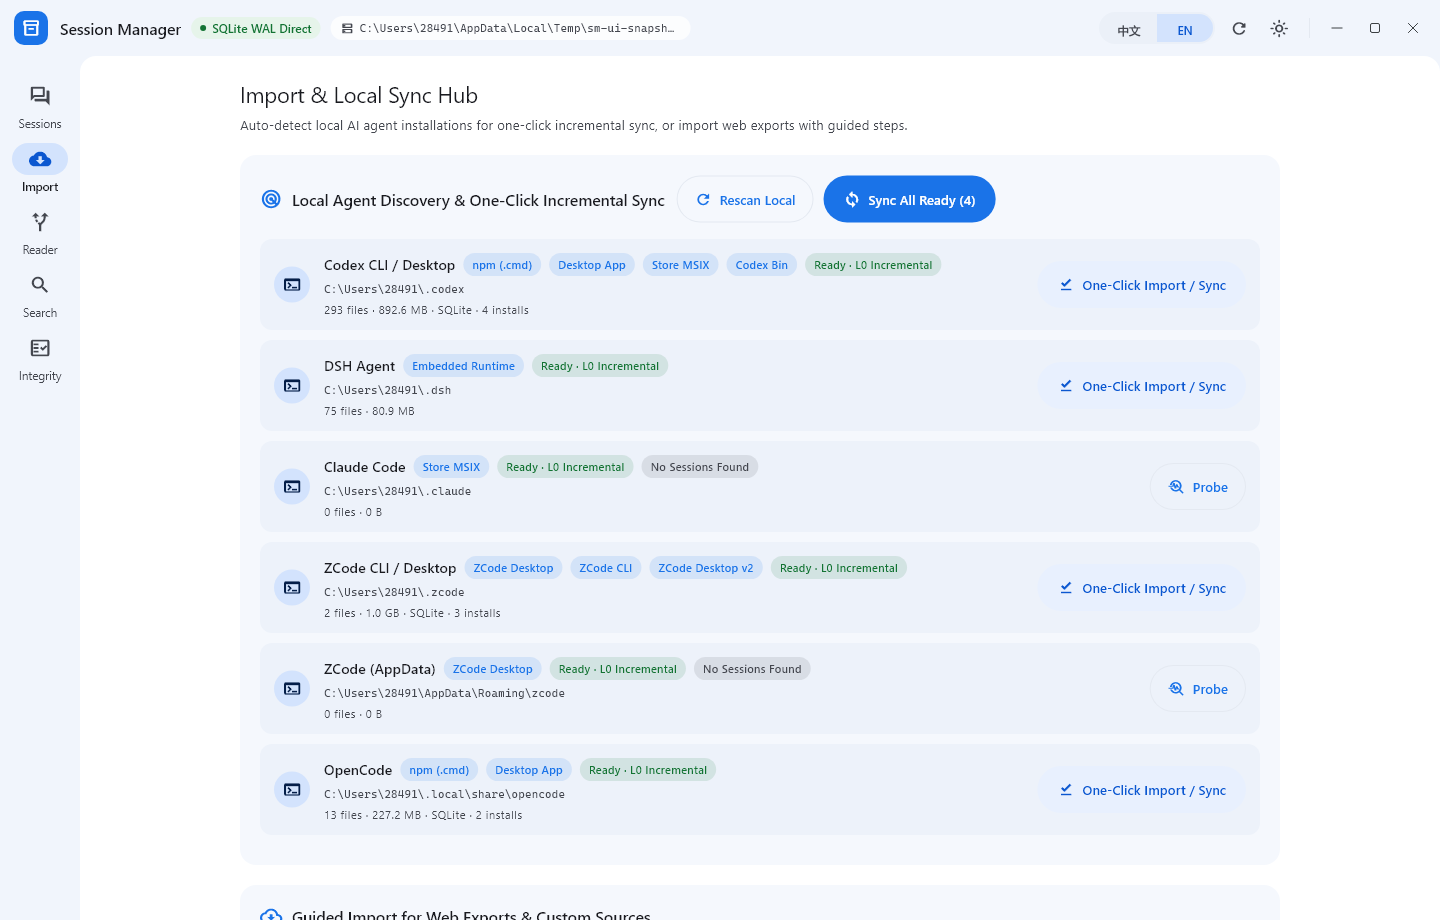 Session Manager
SQLite WAL Direct
C:\Users\28491\AppData\Local\Temp\sm-ui-snapsh…
中文
EN
Sessions
Import
Reader
Search
Integrity
Import & Local Sync Hub
Auto-detect local AI agent installations for one-click incremental sync, or import web exports with guided steps.
Local Agent Discovery & One-Click Incremental Sync
Rescan Local
Sync All Ready (4)
Codex CLI / Desktop npm (.cmd) Desktop App Store MSIX Codex Bin Ready · L0 Incremental
C:\Users\28491\.codex
293 files · 892.6 MB · SQLite · 4 installs
One-Click Import / Sync
DSH Agent Embedded Runtime Ready · L0 Incremental
C:\Users\28491\.dsh
75 files · 80.9 MB
One-Click Import / Sync
Claude Code Store MSIX Ready · L0 Incremental No Sessions Found
C:\Users\28491\.claude
0 files · 0 B
Probe
ZCode CLI / Desktop ZCode Desktop ZCode CLI ZCode Desktop v2 Ready · L0 Incremental
C:\Users\28491\.zcode
2 files · 1.0 GB · SQLite · 3 installs
One-Click Import / Sync
ZCode (AppData) ZCode Desktop Ready · L0 Incremental No Sessions Found
C:\Users\28491\AppData\Roaming\zcode
0 files · 0 B
Probe
OpenCode npm (.cmd) Desktop App Ready · L0 Incremental
C:\Users\28491\.local\share\opencode
13 files · 227.2 MB · SQLite · 2 installs
One-Click Import / Sync
Guided Import for Web Exports & Custom Sources